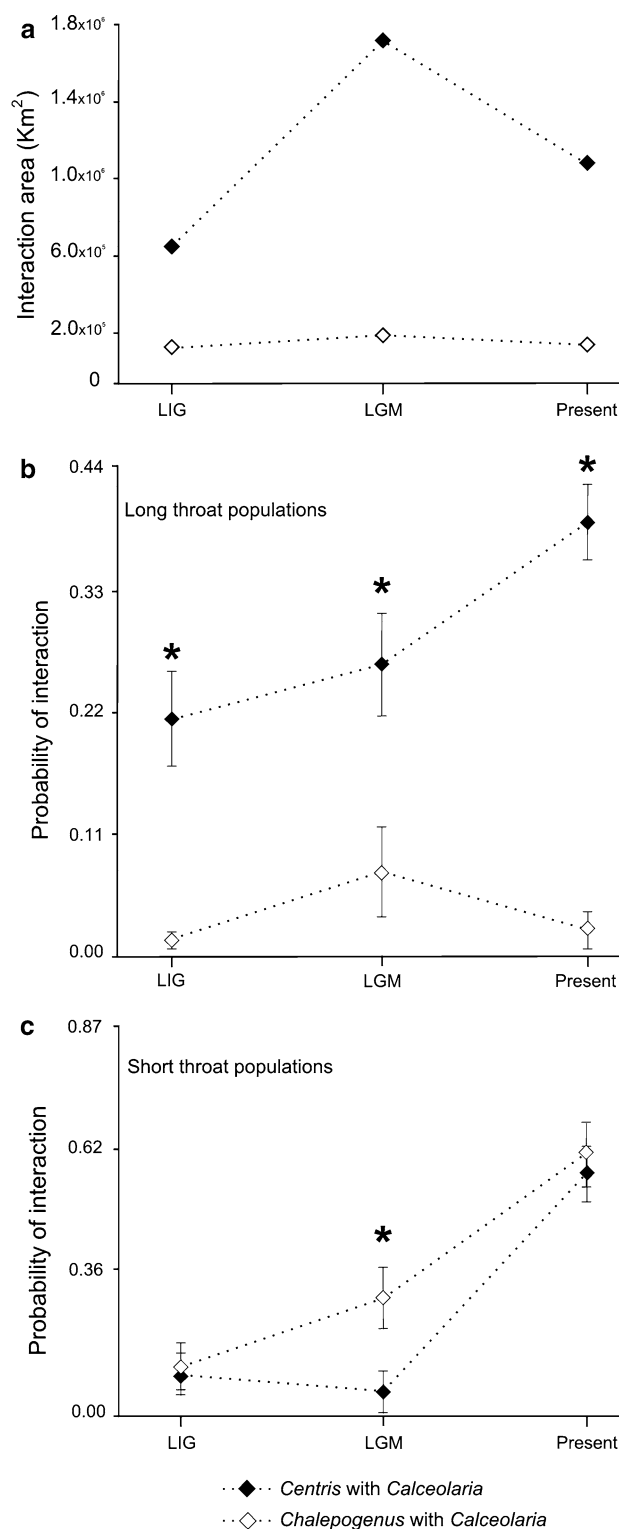 a
Interaction area (Km²)
1.8x10⁶
1.4x10⁶
1.0x10⁶
6.0x10⁵
2.0x10⁵
0
LIG LGM Present
b
Long throat populations
Probability of interaction
0.44
0.33
0.22
0.11
0.00
* * *
LIG LGM Present
c
Short throat populations
Probability of interaction
0.87
0.62
0.36
0.00
*
LIG LGM Present
Centris with Calceolaria
Chalepogenus with Calceolaria